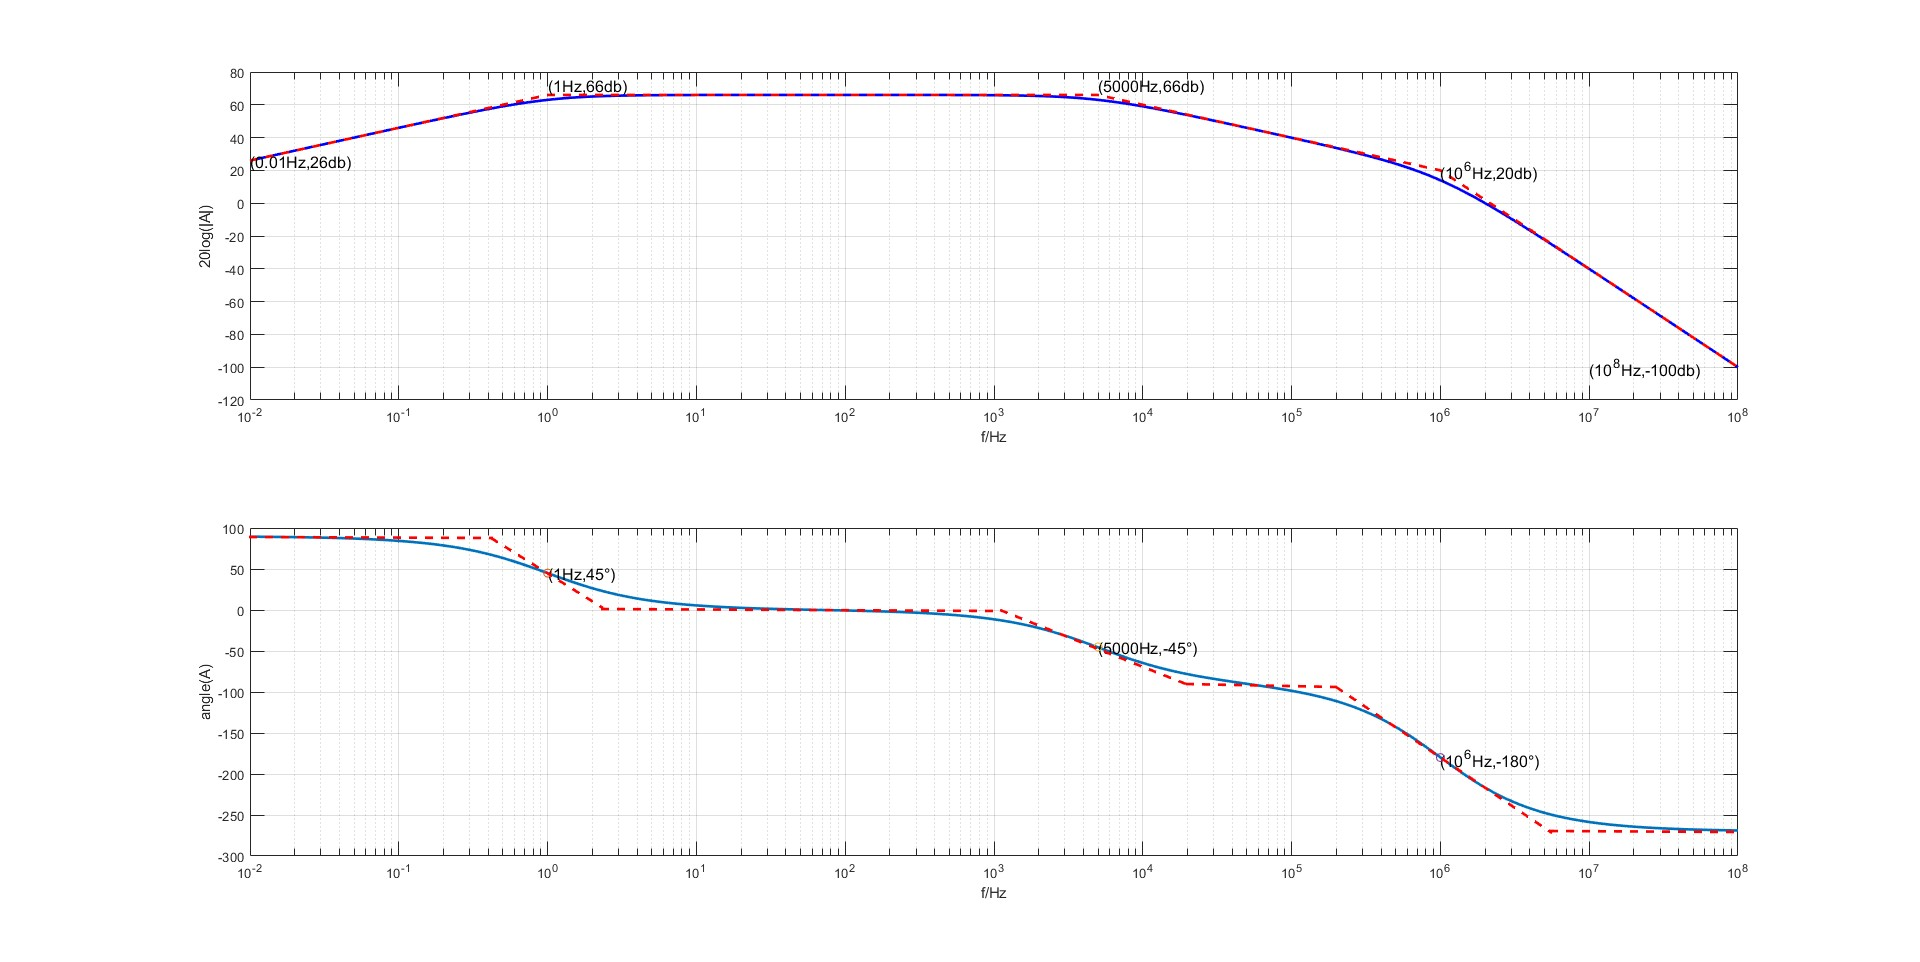 80
(1Hz,66db)
(5000Hz,66db)
60
40
(0.01Hz,26db)
20
(10^6Hz,20db)
0
-20
-40
-60
-80
-100
(10^8Hz,-100db)
-120
20log(|A|)
10^-2 10^-1 10^0 10^1 10^2 10^3 10^4 10^5 10^6 10^7 10^8
f/Hz
100
50
(1Hz,45°)
0
-50
(5000Hz,-45°)
-100
-150
(10^6Hz,-180°)
-200
-250
-300
angle(A)
10^-2 10^-1 10^0 10^1 10^2 10^3 10^4 10^5 10^6 10^7 10^8
f/Hz